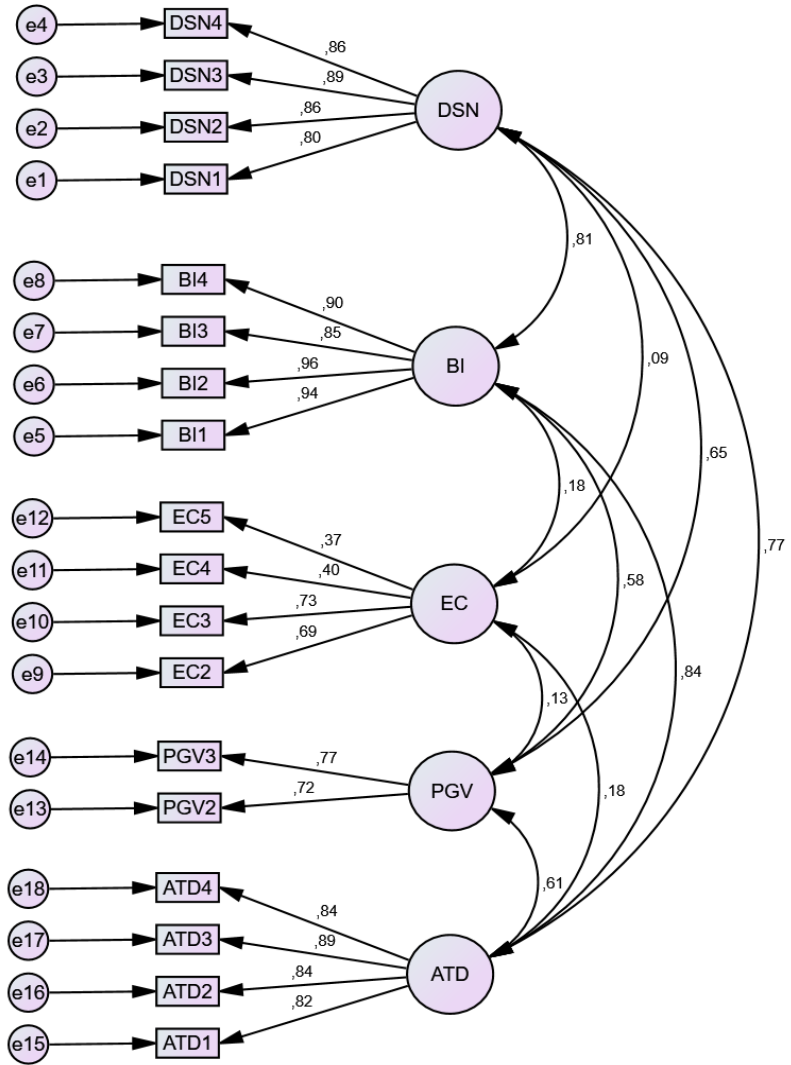 e4 DSN4
,86
e3 DSN3
,89
DSN
e2 DSN2
,86
e1 DSN1
,80
,81
e8 BI4
,90
e7 BI3
,85
,09
BI
e6 BI2
,96
e5 BI1
,94
,65
,18
e12 EC5
,37
,77
e11 EC4
,40
,58
EC
e10 EC3
,73
e9 EC2
,69
,84
,13
e14 PGV3
,77
PGV
,18
e13 PGV2
,72
,61
e18 ATD4
,84
e17 ATD3
,89
ATD
e16 ATD2
,84
e15 ATD1
,82